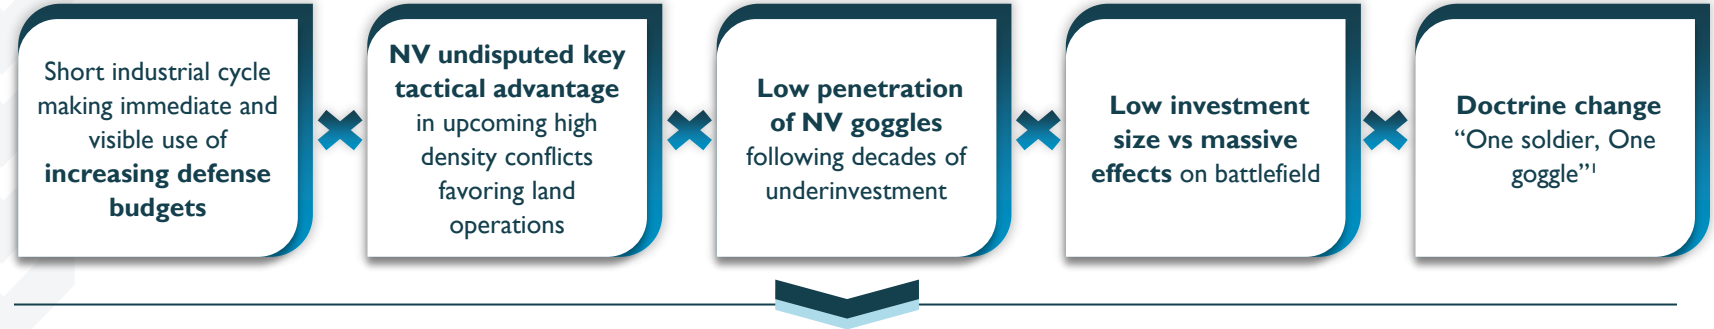 Short industrial cycle
making immediate and
visible use of
increasing defense
budgets
NV undisputed key
tactical advantage
in upcoming high
density conflicts
favoring land
operations
Low penetration
of NV goggles
following decades of
underinvestment
Low investment
size vs massive
effects on battlefield
Doctrine change
“One soldier, One
goggle”¹